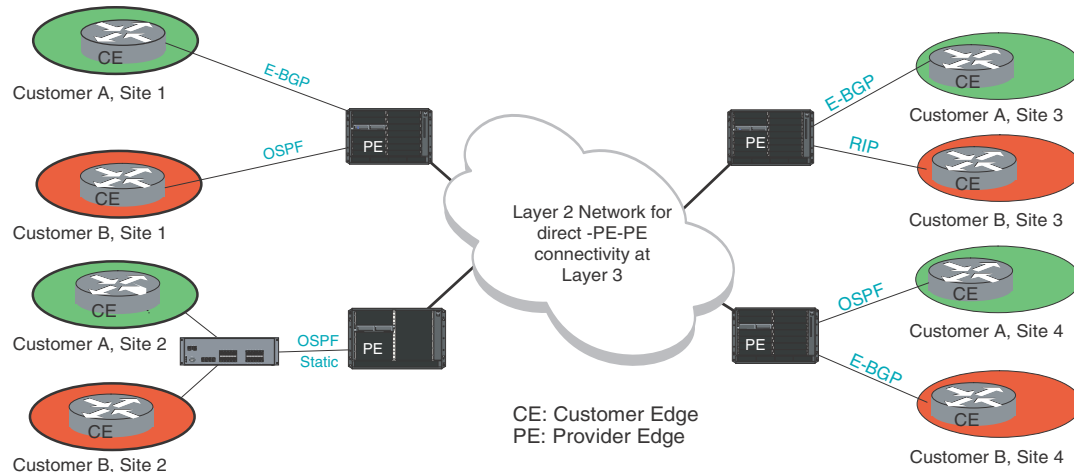 CE
Customer A, Site 1
E-BGP
PE
OSPF
CE
Customer B, Site 1
CE
Customer A, Site 2
OSPF
Static
PE
CE
Customer B, Site 2
Layer 2 Network for
direct -PE-PE
connectivity at
Layer 3
CE
Customer A, Site 3
E-BGP
PE
RIP
CE
Customer B, Site 3
CE
Customer A, Site 4
OSPF
PE
E-BGP
CE
Customer B, Site 4
CE: Customer Edge
PE: Provider Edge